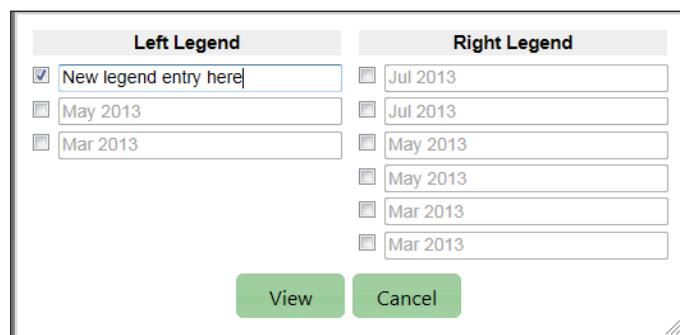 Left Legend
New legend entry here
May 2013
Mar 2013
Right Legend
Jul 2013
Jul 2013
May 2013
May 2013
Mar 2013
Mar 2013
View
Cancel